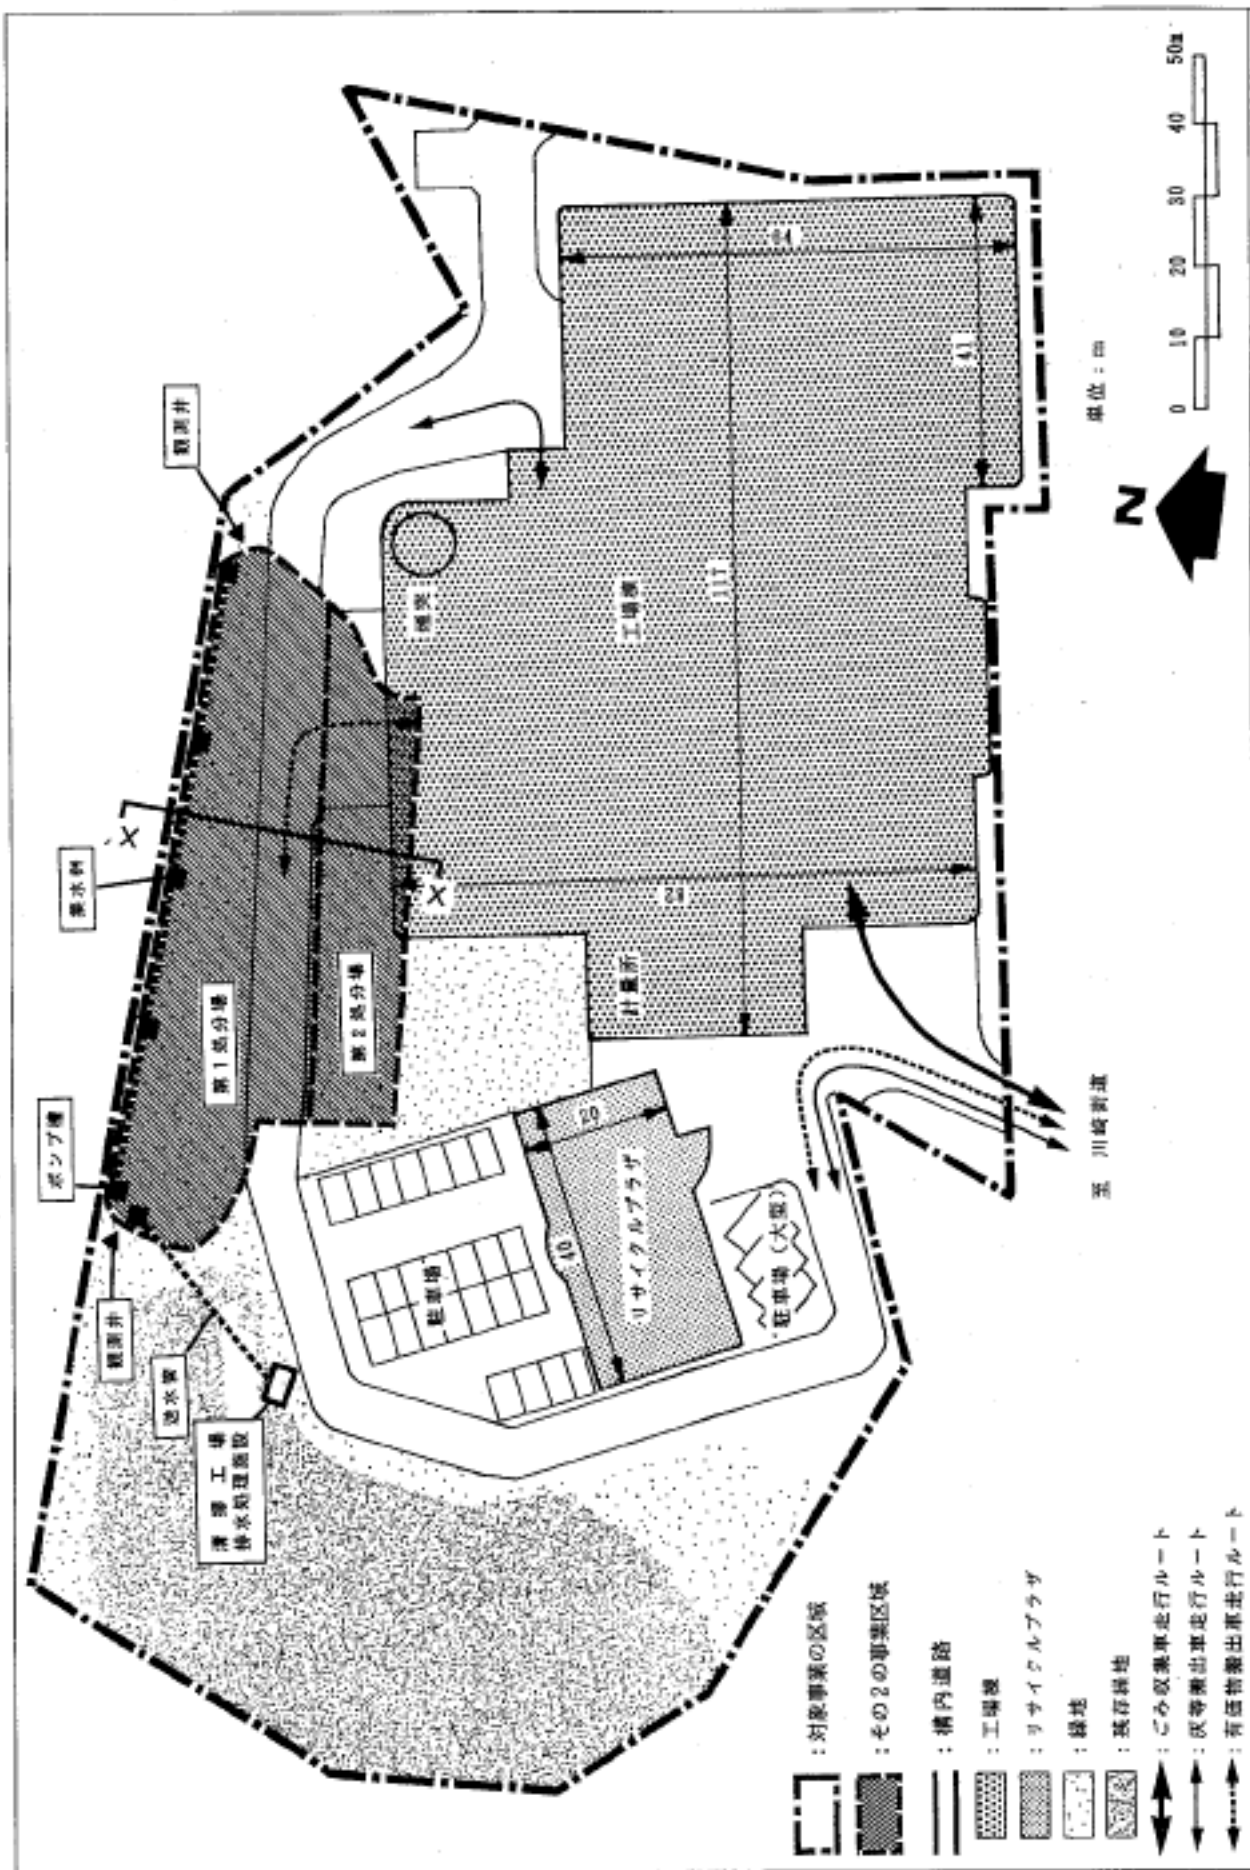 観測井
集水桝
ポンプ槽
観測井
送水管
清掃工場
排水処理施設
第1処分場
第2処分場
X
X
煙突
工場棟
計量所
64
41
117
82
20
40
リサイクルプラザ
駐車場
駐車場(大型)
至 川崎街道
N
単位:m
0 10 20 30 40 50m
:対象事業の区域
:その2の事業区域
:構内道路
:工場棟
:リサイクルプラザ
:緑地
:残存緑地
:ごみ収集車走行ルート
:灰等搬出車走行ルート
:有価物搬出車走行ルート